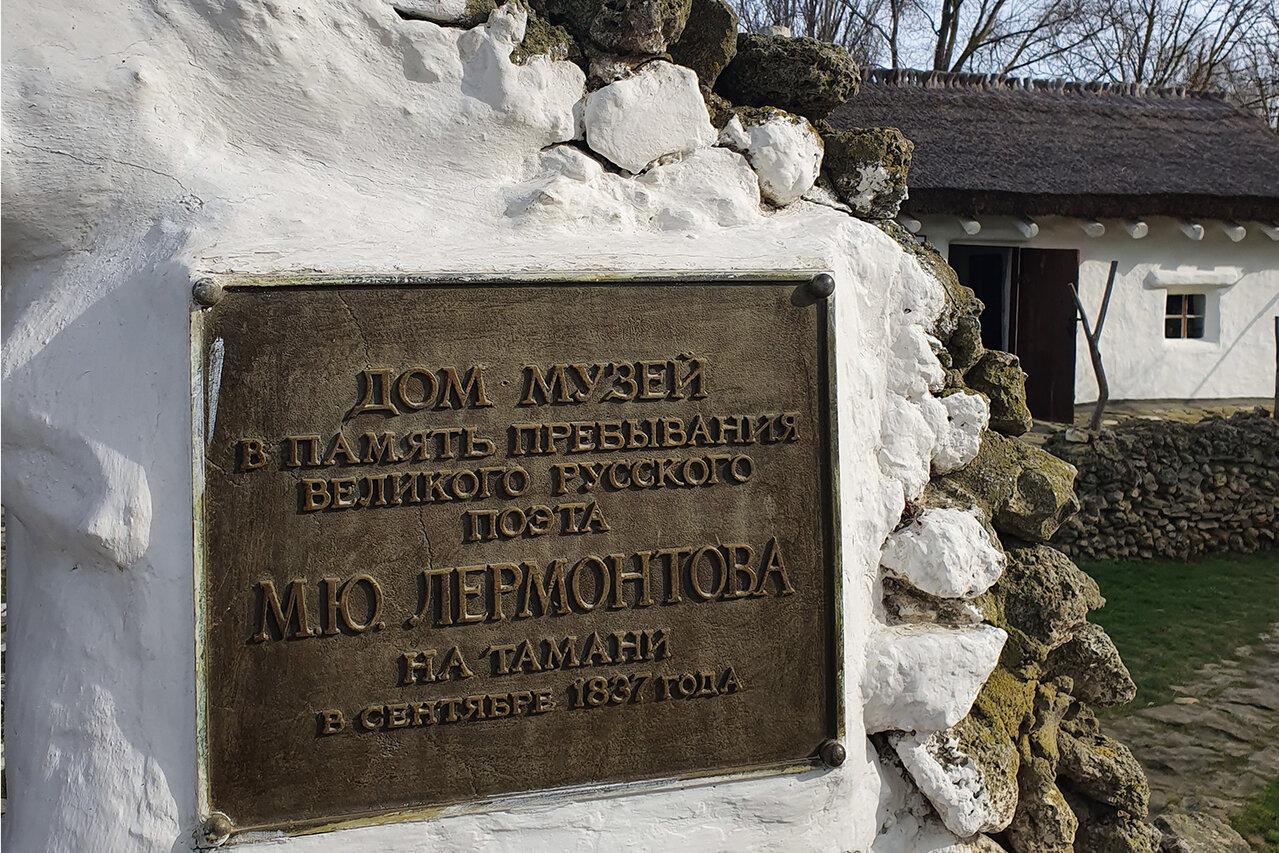 ДОМ·МУЗЕЙ
В ПАМЯТЬ ПРЕБЫВАНИЯ
ВЕЛИКОГО РУССКОГО
ПОЭТА
М.Ю. ЛЕРМОНТОВА
НА ТАМАНИ
В СЕНТЯБРЕ 1837 ГОДА